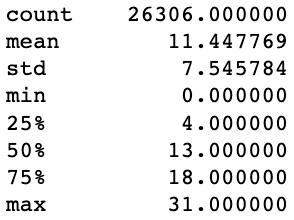 count 26306.000000
mean 11.447769
std 7.545784
min 0.000000
25% 4.000000
50% 13.000000
75% 18.000000
max 31.000000